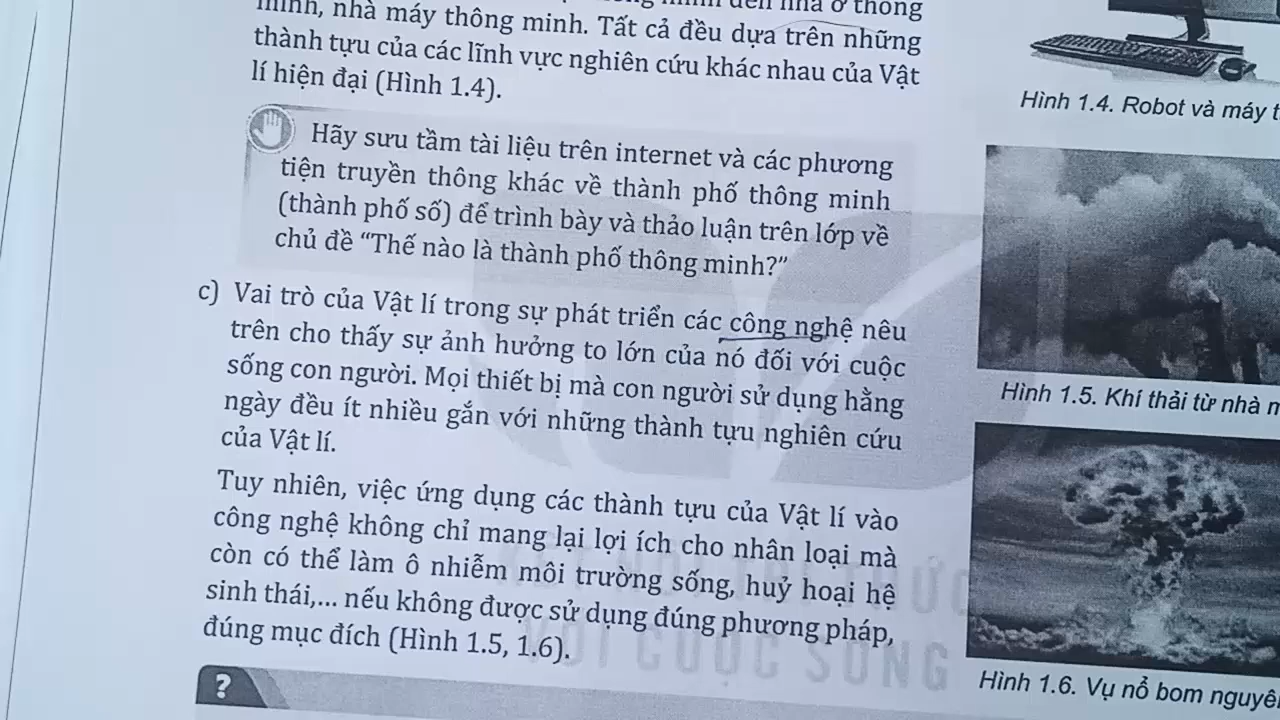 minh, nhà máy thông minh. Tất cả đều dựa trên những
thành tựu của các lĩnh vực nghiên cứu khác nhau của Vật
lí hiện đại (Hình 1.4).
Hãy sưu tầm tài liệu trên internet và các phương
tiện truyền thông khác về thành phố thông minh
(thành phố số) để trình bày và thảo luận trên lớp về
chủ đề “Thế nào là thành phố thông minh?”
c) Vai trò của Vật lí trong sự phát triển các công nghệ nêu
trên cho thấy sự ảnh hưởng to lớn của nó đối với cuộc
sống con người. Mọi thiết bị mà con người sử dụng hằng
ngày đều ít nhiều gắn với những thành tựu nghiên cứu
của Vật lí.
Tuy nhiên, việc ứng dụng các thành tựu của Vật lí vào
công nghệ không chỉ mang lại lợi ích cho nhân loại mà
còn có thể làm ô nhiễm môi trường sống, huỷ hoại hệ
sinh thái,... nếu không được sử dụng đúng phương pháp,
đúng mục đích (Hình 1.5, 1.6).
?
Hình 1.4. Robot và máy
Hình 1.5. Khí thải từ nhà
Hình 1.6. Vụ nổ bom
VỚI CUỘC SỐNG